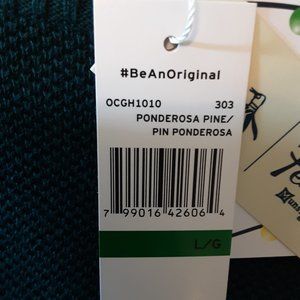 #BeAnOriginal
OCGH1010 303
PONDEROSA PINE/
PIN PONDEROSA
7 99016 42606 4
L/G